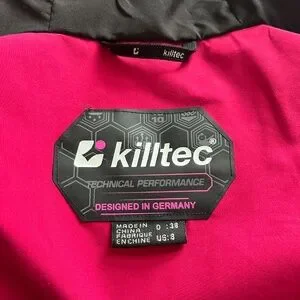 killtec
killtec
TECHNICAL PERFORMANCE
DESIGNED IN GERMANY
MADE IN
CHINA
FABRIQUE
EN CHINE
D :38
US: 8